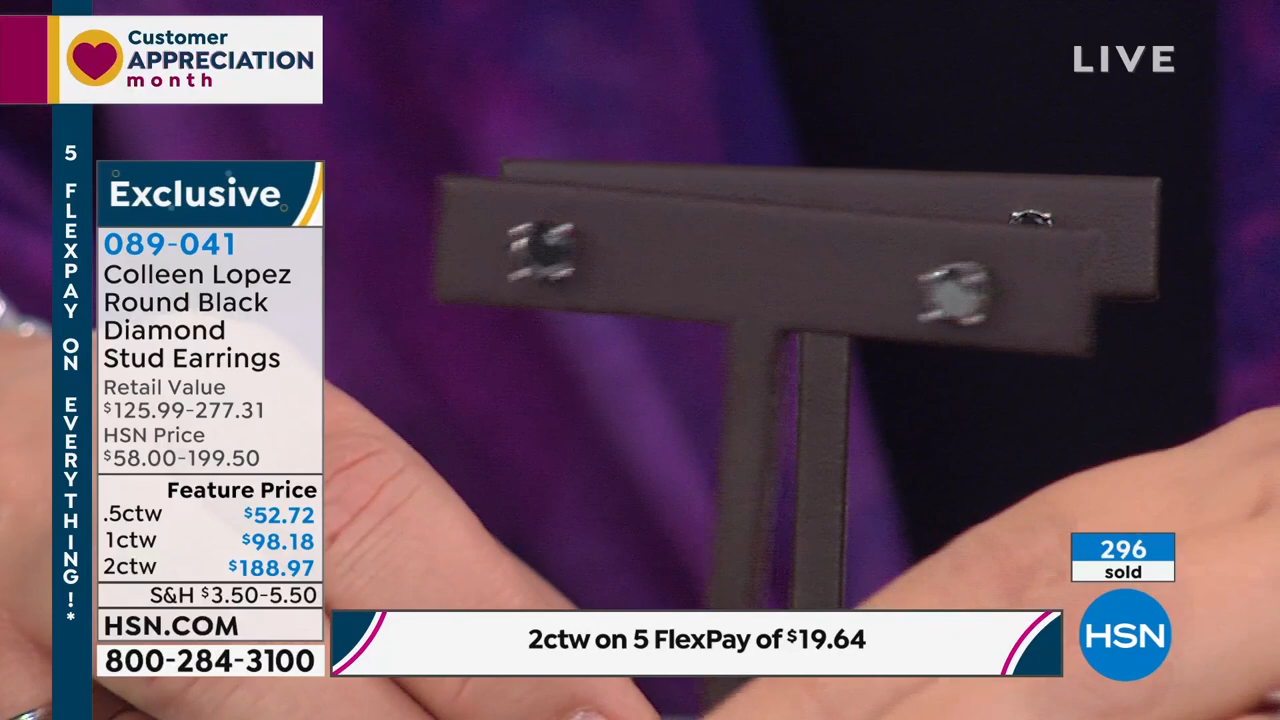 Customer
APPRECIATION
month
LIVE
5 FLEXPAY ON EVERYTHING!*
Exclusive
089-041
Colleen Lopez
Round Black
Diamond
Stud Earrings
Retail Value
$125.99-277.31
HSN Price
$58.00-199.50
Feature Price
.5ctw $52.72
1ctw $98.18
2ctw $188.97
S&H $3.50-5.50
HSN.COM
800-284-3100
2ctw on 5 FlexPay of $19.64
296
sold
HSN